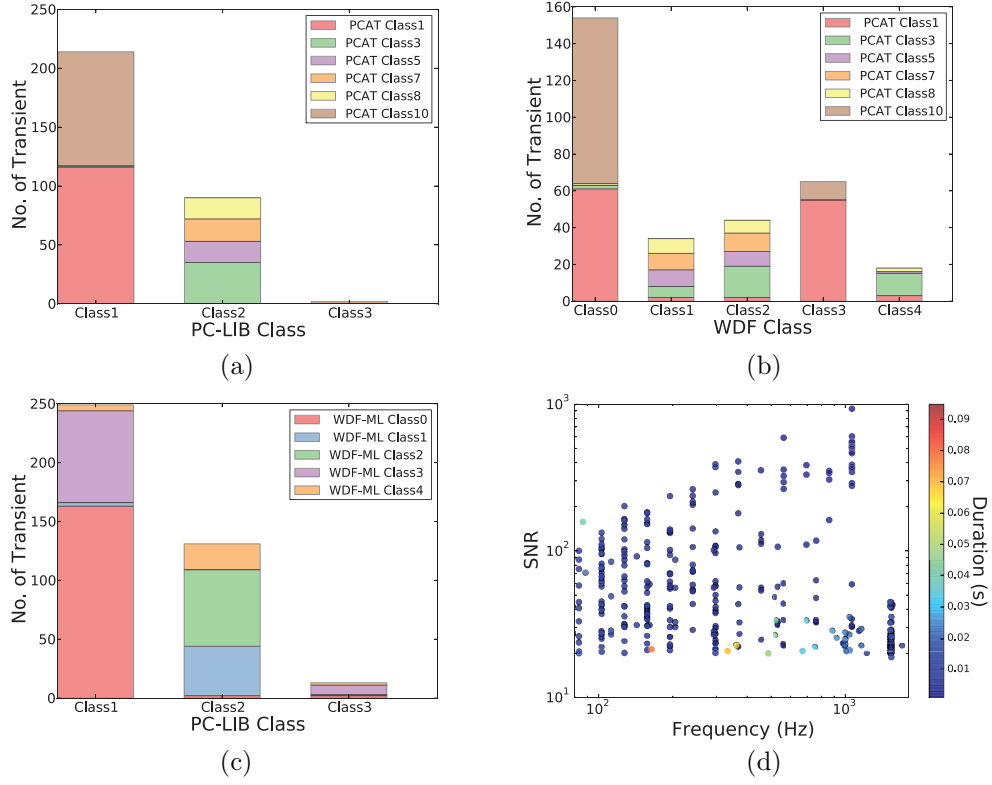 250
200
150
100
50
0
No. of Transient
PCAT Class1
PCAT Class3
PCAT Class5
PCAT Class7
PCAT Class8
PCAT Class10
Class1 Class2 Class3
PC-LIB Class
(a)
160
140
120
100
80
60
40
20
0
No. of Transient
PCAT Class1
PCAT Class3
PCAT Class5
PCAT Class7
PCAT Class8
PCAT Class10
Class0 Class1 Class2 Class3 Class4
WDF Class
(b)
250
200
150
100
50
0
No. of Transient
WDF-ML Class0
WDF-ML Class1
WDF-ML Class2
WDF-ML Class3
WDF-ML Class4
Class1 Class2 Class3
PC-LIB Class
(c)
10³
10²
10¹
SNR
10² 10³
Frequency (Hz)
0.09
0.08
0.07
0.06
0.05
0.04
0.03
0.02
0.01
Duration (s)
(d)